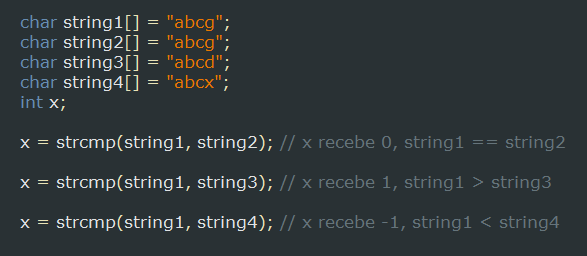 char string1[] = "abcg";
char string2[] = "abcg";
char string3[] = "abcd";
char string4[] = "abcx";
int x;
x = strcmp(string1, string2); // x recebe 0, string1 == string2
x = strcmp(string1, string3); // x recebe 1, string1 > string3
x = strcmp(string1, string4); // x recebe -1, string1 < string4